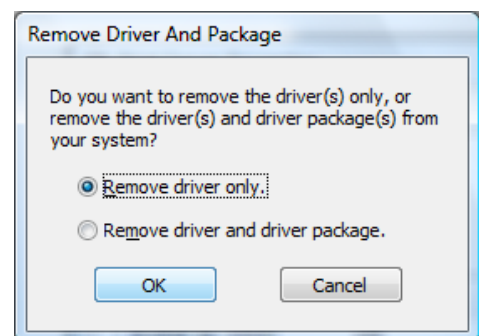 Remove Driver And Package
Do you want to remove the driver(s) only, or
remove the driver(s) and driver package(s) from
your system?
Remove driver only.
Remove driver and driver package.
OK
Cancel